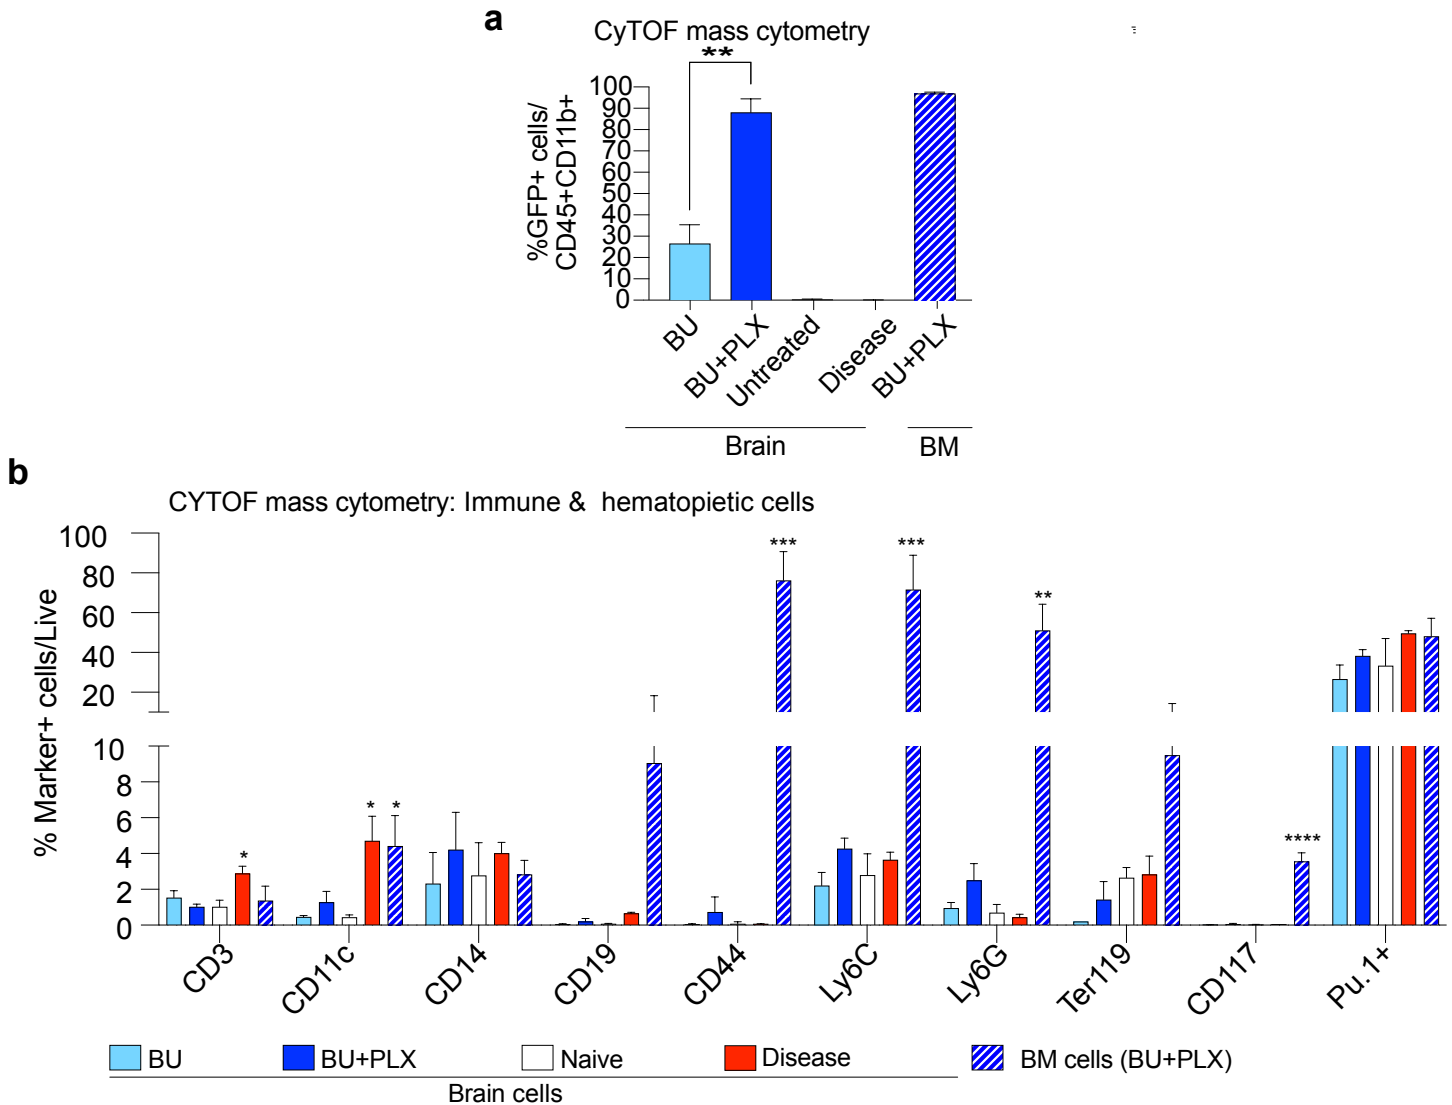 a
CyTOF mass cytometry
**
%GFP+ cells/
CD45+CD11b+
100
90
80
70
60
50
40
30
20
10
0
BU
BU+PLX
Untreated
Disease
BU+PLX
Brain
BM
b
CYTOF mass cytometry: Immune & hematopietic cells
% Marker+ cells/Live
100
80
60
40
20
10
8
6
4
2
0
*
*
*
***
***
**
****
CD3
CD11c
CD14
CD19
CD44
Ly6C
Ly6G
Ter119
CD117
Pu.1+
BU
BU+PLX
Naive
Disease
BM cells (BU+PLX)
Brain cells